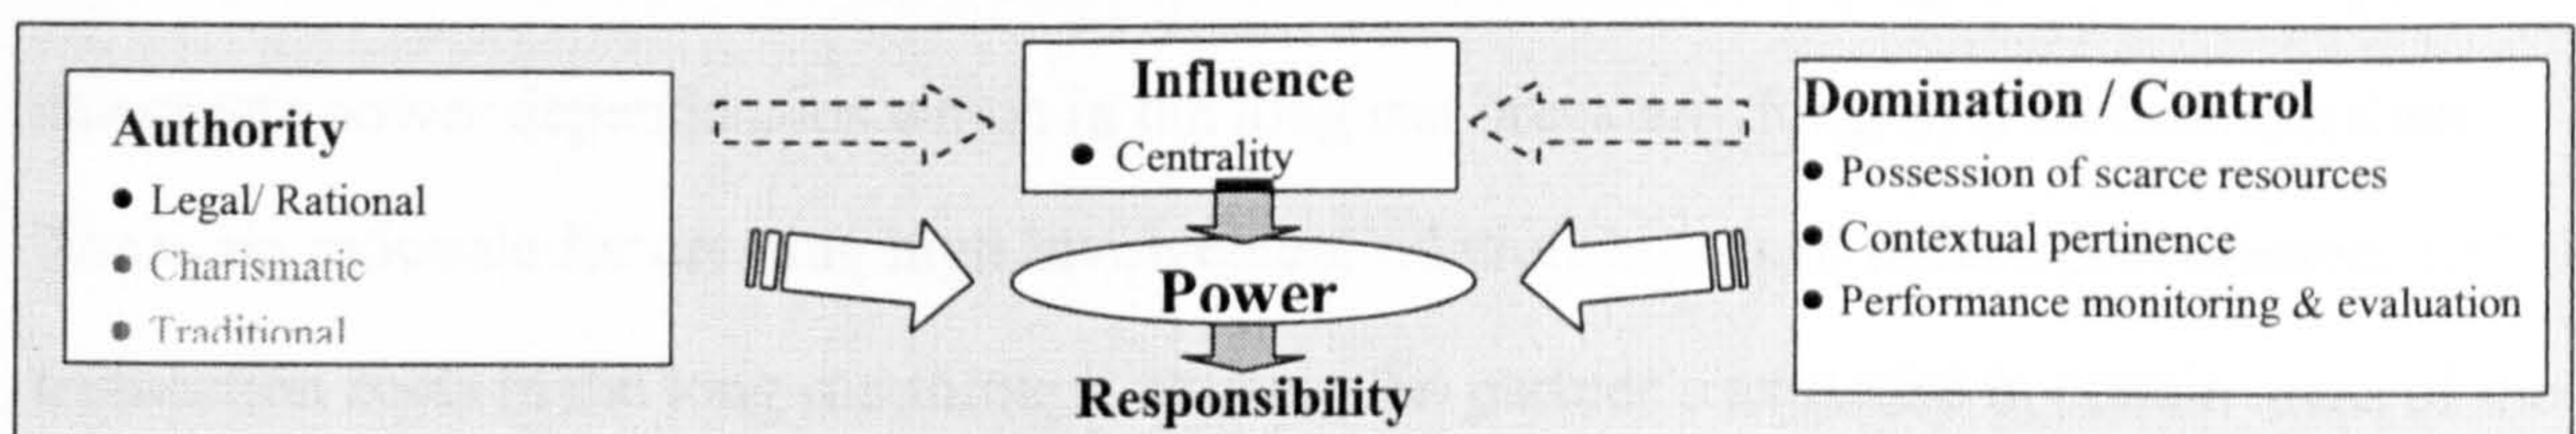 Authority
• Legal/ Rational
• Charismatic
• Traditional
Influence
• Centrality
Power
Responsibility
Domination / Control
• Possession of scarce resources
• Contextual pertinence
• Performance monitoring & evaluation